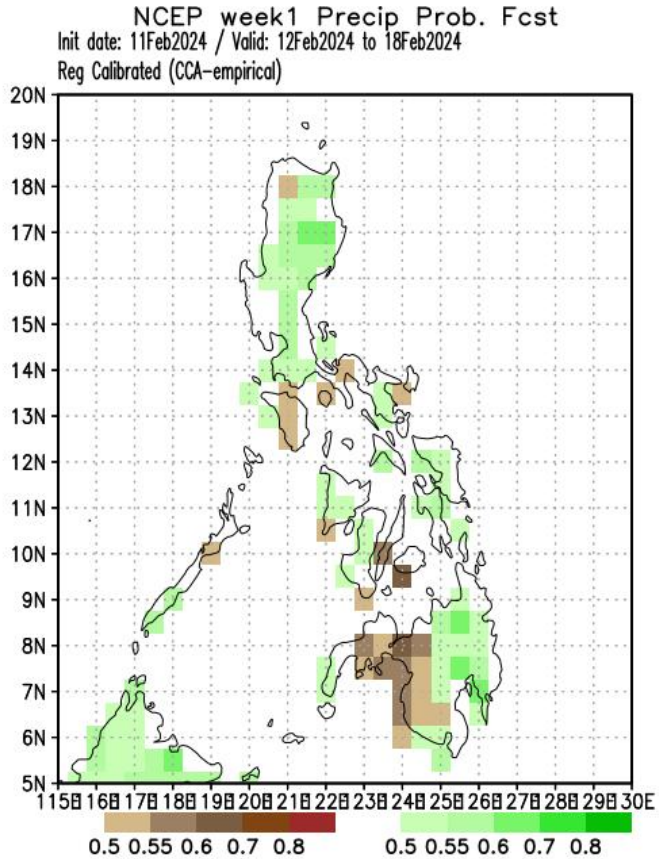 NCEP week1 Precip Prob. Fcst
Init date: 11Feb2024 / Valid: 12Feb2024 to 18Feb2024
Reg Calibrated (CCA-empirical)
20N
19N
18N
17N
16N
15N
14N
13N
12N
11N
10N
9N
8N
7N
6N
5N
115E 116E 117E 118E 119E 120E 121E 122E 123E 124E 125E 126E 127E 128E 129E 130E
0.5 0.55 0.6 0.7 0.8 0.5 0.55 0.6 0.7 0.8